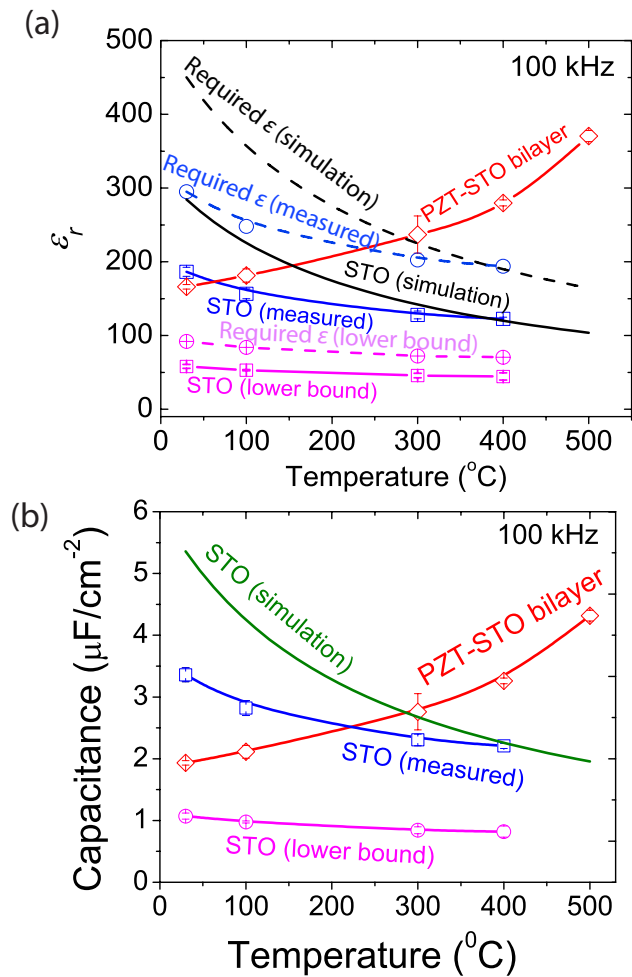 (a)
500
400
300
200
100
0
εr
100 kHz
Required ε (simulation)
PZT-STO bilayer
Required ε (measured)
STO (simulation)
STO (measured)
Required ε (lower bound)
STO (lower bound)
0 100 200 300 400 500
Temperature (°C)
(b)
6
5
4
3
2
1
0
Capacitance (μF/cm⁻²)
100 kHz
STO (simulation)
PZT-STO bilayer
STO (measured)
STO (lower bound)
0 100 200 300 400 500
Temperature (⁰C)